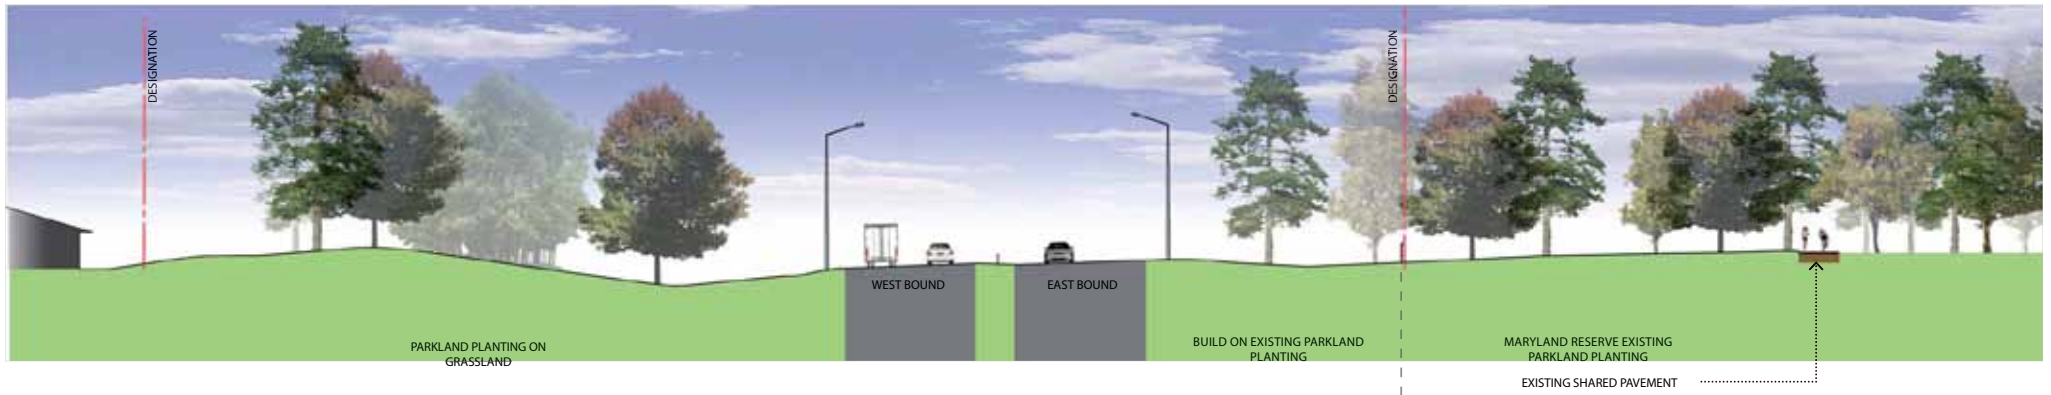 DESIGNATION
DESIGNATION
WEST BOUND
EAST BOUND
PARKLAND PLANTING ON
GRASSLAND
BUILD ON EXISTING PARKLAND
PLANTING
MARYLAND RESERVE EXISTING
PARKLAND PLANTING
EXISTING SHARED PAVEMENT